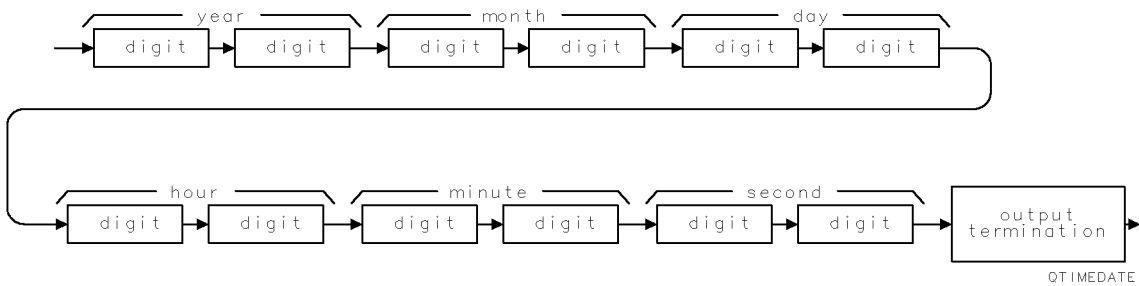 year month day
digit digit digit digit digit digit
hour minute second
digit digit digit digit digit digit output
termination
QTIMEDATE